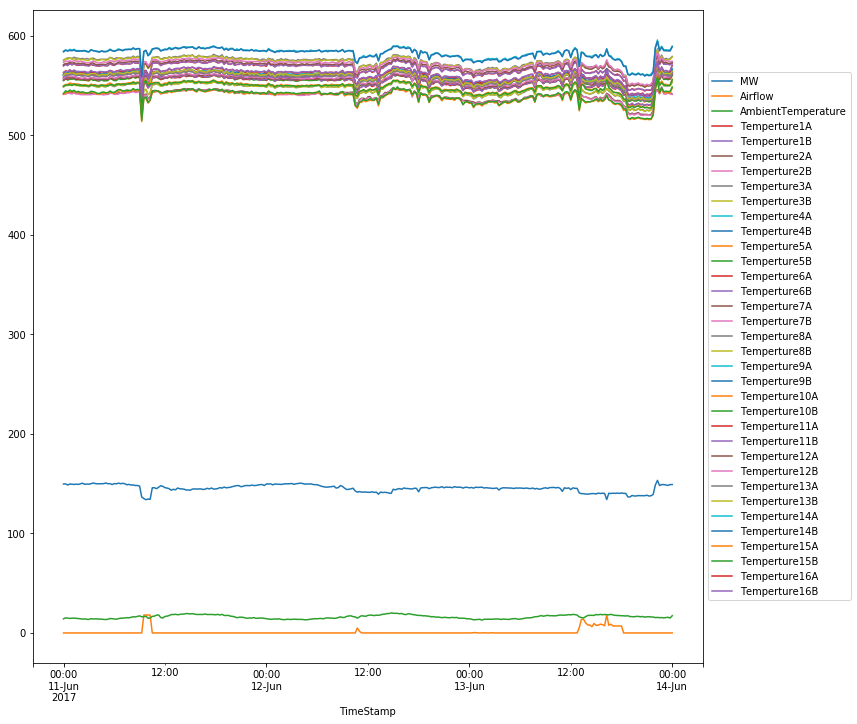 600
500
400
300
200
100
0
00:00
11-Jun
2017
12:00
00:00
12-Jun
12:00
00:00
13-Jun
12:00
00:00
14-Jun
TimeStamp
MW
Airflow
AmbientTemperature
Temperture1A
Temperture1B
Temperture2A
Temperture2B
Temperture3A
Temperture3B
Temperture4A
Temperture4B
Temperture5A
Temperture5B
Temperture6A
Temperture6B
Temperture7A
Temperture7B
Temperture8A
Temperture8B
Temperture9A
Temperture9B
Temperture10A
Temperture10B
Temperture11A
Temperture11B
Temperture12A
Temperture12B
Temperture13A
Temperture13B
Temperture14A
Temperture14B
Temperture15A
Temperture15B
Temperture16A
Temperture16B